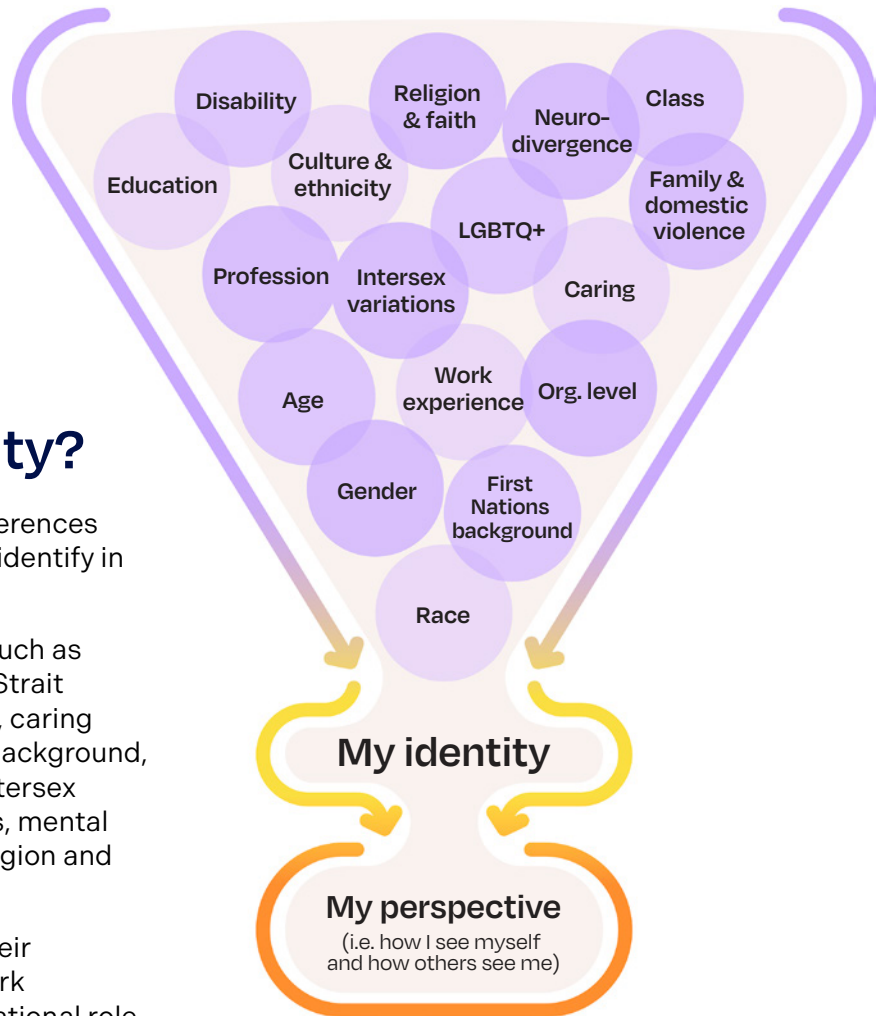 Disability
Religion
& faith
Neuro-
divergence
Class
Education
Culture &
ethnicity
Family &
domestic
violence
LGBTQ+
Profession
Intersex
variations
Caring
Age
Work
experience
Org. level
Gender
First
Nations
background
Race
My identity
My perspective
(i.e. how I see myself
and how others see me)
ty?
erences
identify in
uch as
Strait
, caring
ackground,
tersex
s, mental
gion and
eir
rk
ational role